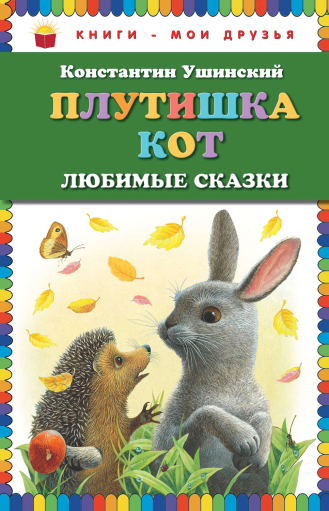 КНИГИ - МОИ ДРУЗЬЯ
Константин Ушинский
ПЛУТИШКА
КОТ
ЛЮБИМЫЕ СКАЗКИ